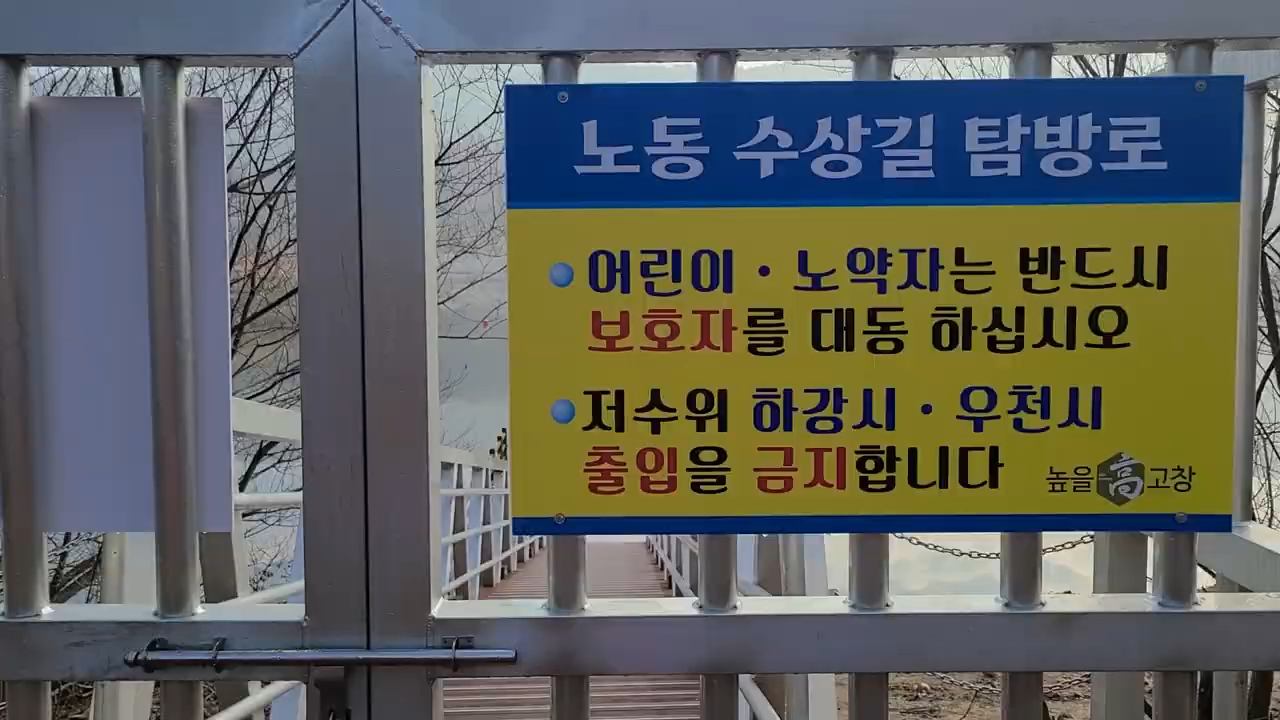 노동 수상길 탐방로
어린이 · 노약자는 반드시
보호자를 대동 하십시오
저수위 하강시 · 우천시
출입을 금지합니다
높을 高 고창